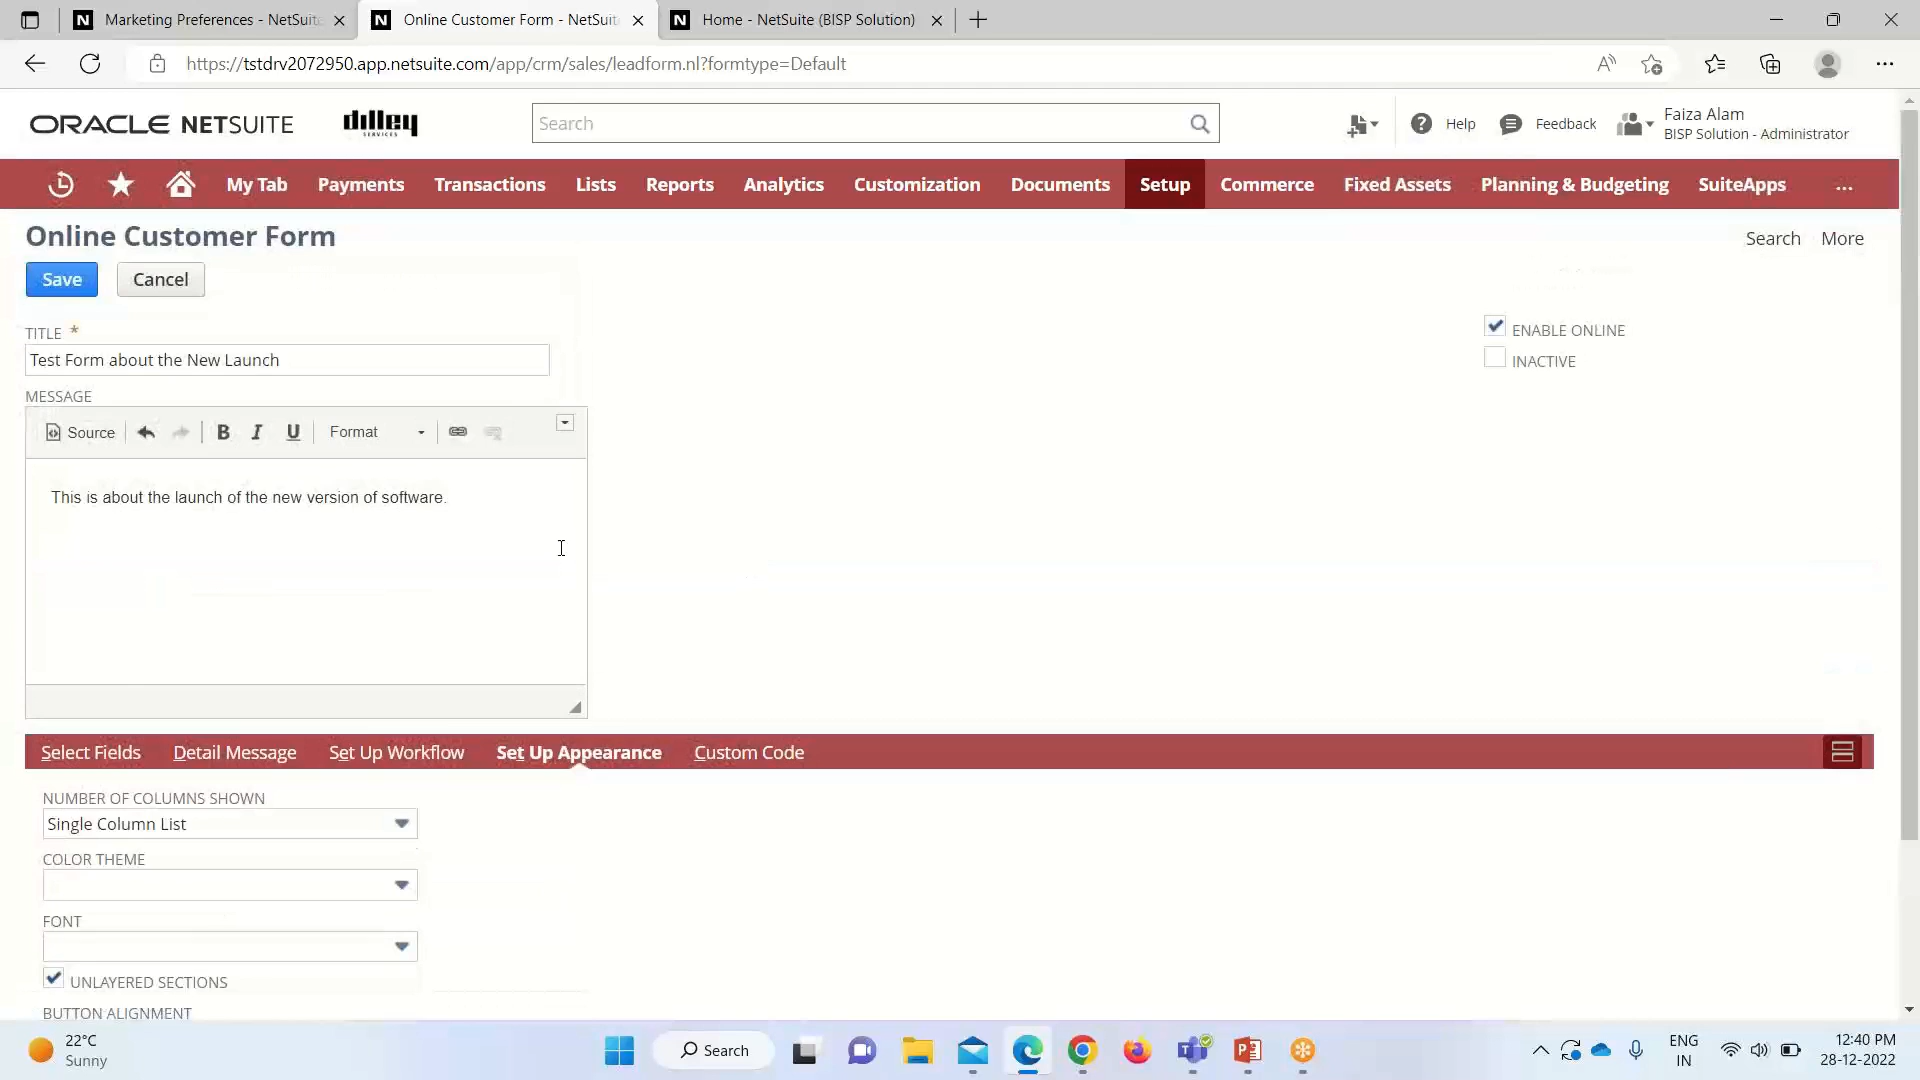 Marketing Preferences - NetSuite
Online Customer Form - NetSuit
Home - NetSuite (BISP Solution)
https://tstdrv2072950.app.netsuite.com/app/crm/sales/leadform.nl?formtype=Default
ORACLE NETSUITE
dilley
SERVICES
Search
Help
Feedback
Faiza Alam
BISP Solution - Administrator
My Tab
Payments
Transactions
Lists
Reports
Analytics
Customization
Documents
Setup
Commerce
Fixed Assets
Planning & Budgeting
SuiteApps
...
Online Customer Form
Search
More
Save
Cancel
TITLE *
Test Form about the New Launch
ENABLE ONLINE
INACTIVE
MESSAGE
Source
B
I
U
Format
This is about the launch of the new version of software.
Select Fields
Detail Message
Set Up Workflow
Set Up Appearance
Custom Code
NUMBER OF COLUMNS SHOWN
Single Column List
COLOR THEME
FONT
UNLAYERED SECTIONS
BUTTON ALIGNMENT
22°C
Sunny
Search
ENG
IN
12:40 PM
28-12-2022